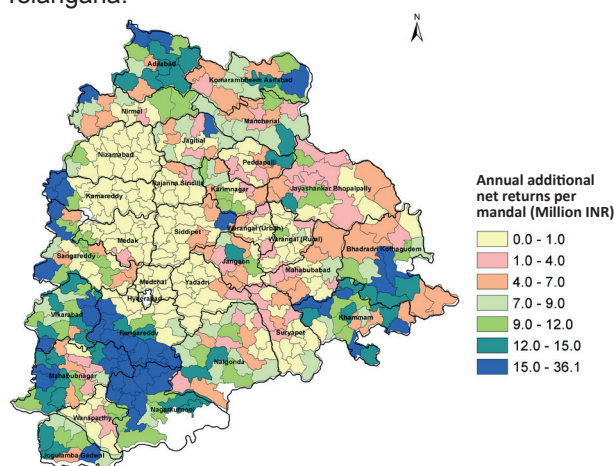 Telangana.
N
Adilabad
Komarambheem Asifabad
Nirmal
Mancherial
Jagitial
Nizamabad
Peddapalli
Rajanna Sircilla
Karimnagar
Jayashankar Bhopalpally
Kamareddy
Warangal (Urban)
Warangal (Rural)
Siddipet
Medak
Bhadradri Kothagudem
Sangareddy
Jangaon
Mahabubabad
Medchal
Yadadri
Hyderabad
Vikarabad
Rangareddy
Suryapet
Khammam
Nalgonda
Mahabubnagar
Nagarkurnool
Wanaparthy
Jogulamba Gadwal
Annual additional
net returns per
mandal (Million INR)
0.0 - 1.0
1.0 - 4.0
4.0 - 7.0
7.0 - 9.0
9.0 - 12.0
12.0 - 15.0
15.0 - 36.1